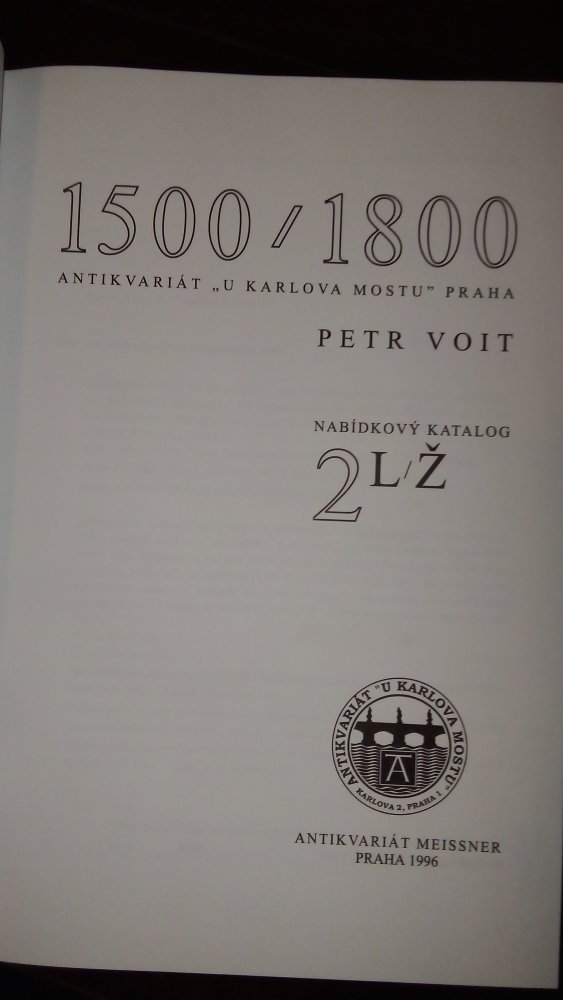 1500 / 1800
ANTIKVARIÁT „U KARLOVA MOSTU” PRAHA
PETR VOIT
NABÍDKOVÝ KATALOG
2 L/Ž
ANTIKVARIÁT "U KARLOVA MOSTU"
KARLOVA 2, PRAHA 1
A
ANTIKVARIÁT MEISSNER
PRAHA 1996